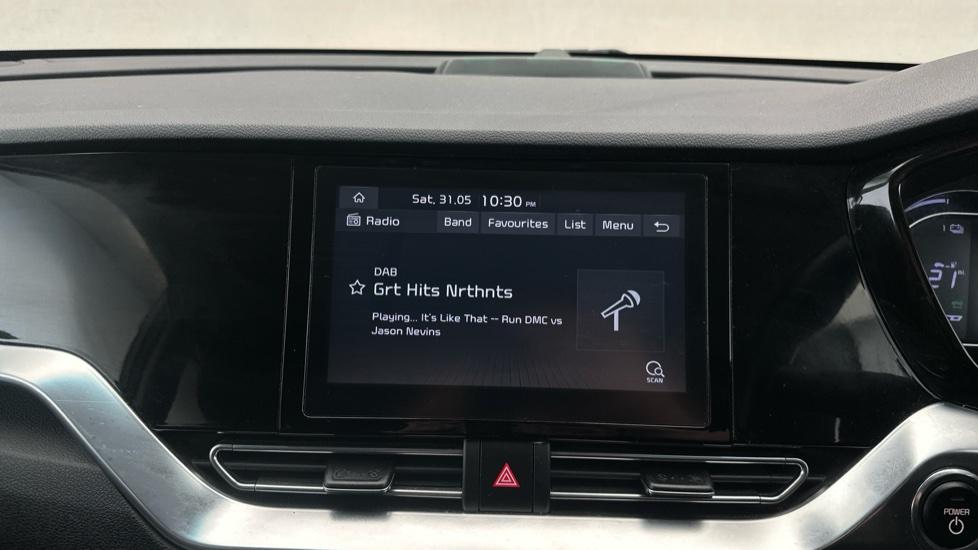 Sat, 31.05 10:30 PM
Radio Band Favourites List Menu
DAB
Grt Hits Nrthnts
Playing... It's Like That -- Run DMC vs
Jason Nevins
SCAN
POWER